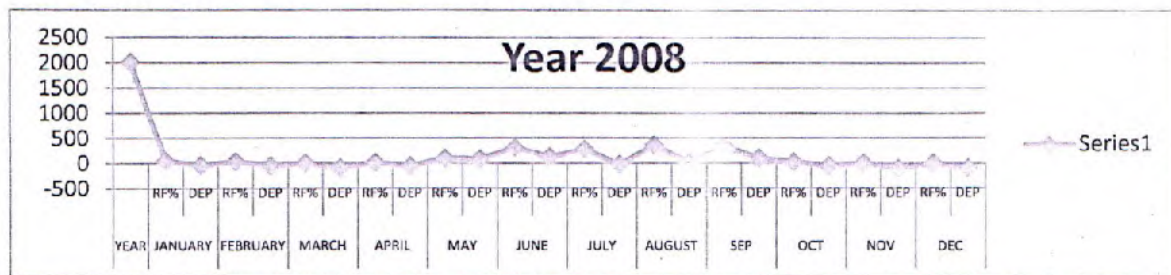 Year 2008
2500
2000
1500
1000
500
0
-500
Series1
RF% DEP RF% DEP RF% DEP RF% DEP RF% DEP RF% DEP RF% DEP RF% DEP RF% DEP RF% DEP RF% DEP RF% DEP
YEAR JANUARY FEBRUARY MARCH APRIL MAY JUNE JULY AUGUST SEP OCT NOV DEC